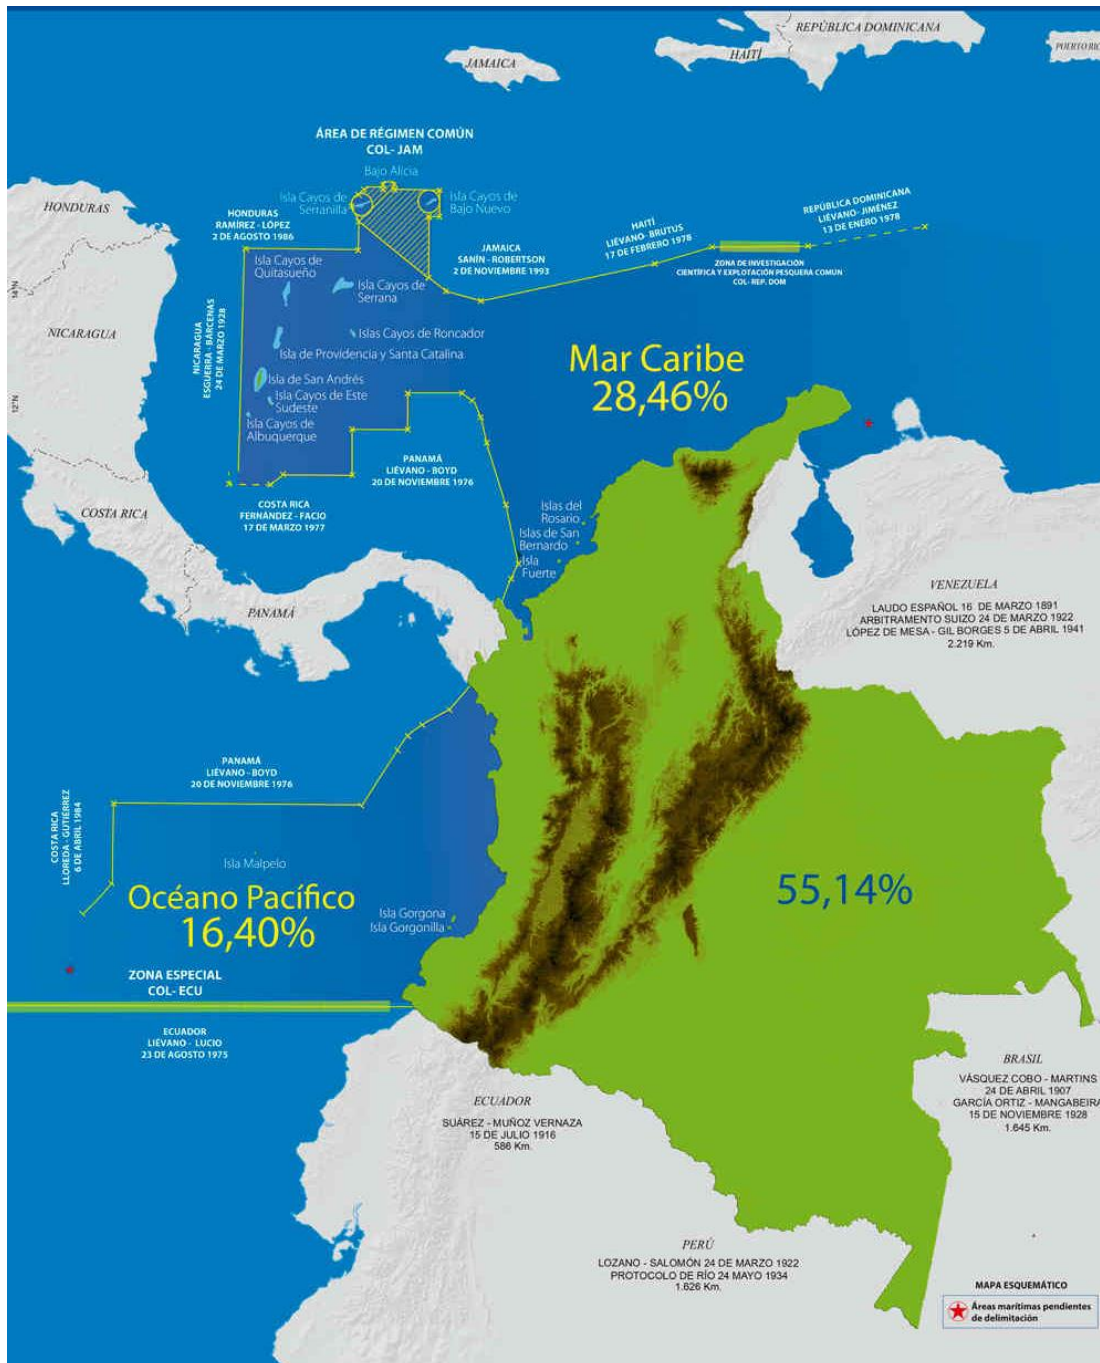 REPÚBLICA DOMINICANA
HAITÍ
JAMAICA
ÁREA DE RÉGIMEN COMÚN
COL- JAM
Bajo Alicia
Isla Cayos de
Serranilla
Isla Cayos de
Bajo Nuevo
HONDURAS
HONDURAS
RAMÍREZ - LÓPEZ
2 DE AGOSTO 1986
JAMAICA
SANÍN - ROBERTSON
2 DE NOVIEMBRE 1993
HAITÍ
LIÉVANO- BRUTUS
17 DE FEBRERO 1978
REPÚBLICA DOMINICANA
LIÉVANO- JIMÉNEZ
13 DE ENERO 1978
ZONA DE INVESTIGACIÓN
CIENTÍFICA Y EXPLOTACIÓN PESQUERA COMÚN
COL- REP. DOM
Isla Cayos de
Quitasueño
Isla Cayos de
Serrana
14°N
NICARAGUA
NICARAGUA
ESGUERRA - BÁRCENAS
24 DE MARZO 1928
Islas Cayos de Roncador
Isla de Providencia y Santa Catalina
Isla de San Andrés
Isla Cayos de Este
Sudeste
Isla Cayos de
Albuquerque
12°N
Mar Caribe
28,46%
PANAMÁ
LIÉVANO - BOYD
20 DE NOVIEMBRE 1976
COSTA RICA
COSTA RICA
FERNÁNDEZ - FACIO
17 DE MARZO 1977
Islas del
Rosario
Islas de San
Bernardo
Isla
Fuerte
PANAMÁ
VENEZUELA
LAUDO ESPAÑOL 16 DE MARZO 1891
ARBITRAMENTO SUIZO 24 DE MARZO 1922
LÓPEZ DE MESA - GIL BORGES 5 DE ABRIL 1941
2.219 Km.
PANAMÁ
LIÉVANO - BOYD
20 DE NOVIEMBRE 1976
COSTA RICA
LLOREDA - GUTIÉRREZ
6 DE ABRIL 1984
Isla Malpelo
Océano Pacífico
16,40%
Isla Gorgona
Isla Gorgonilla
55,14%
ZONA ESPECIAL
COL- ECU
ECUADOR
LIÉVANO - LUCIO
23 DE AGOSTO 1975
ECUADOR
SUÁREZ - MUÑOZ VERNAZA
15 DE JULIO 1916
586 Km.
BRASIL
VÁSQUEZ COBO - MARTINS
24 DE ABRIL 1907
GARCÍA ORTIZ - MANGABEIRA
15 DE NOVIEMBRE 1928
1.645 Km.
PERÚ
LOZANO - SALOMÓN 24 DE MARZO 1922
PROTOCOLO DE RÍO 24 MAYO 1934
1.626 Km.
MAPA ESQUEMÁTICO
Áreas marítimas pendientes
de delimitación